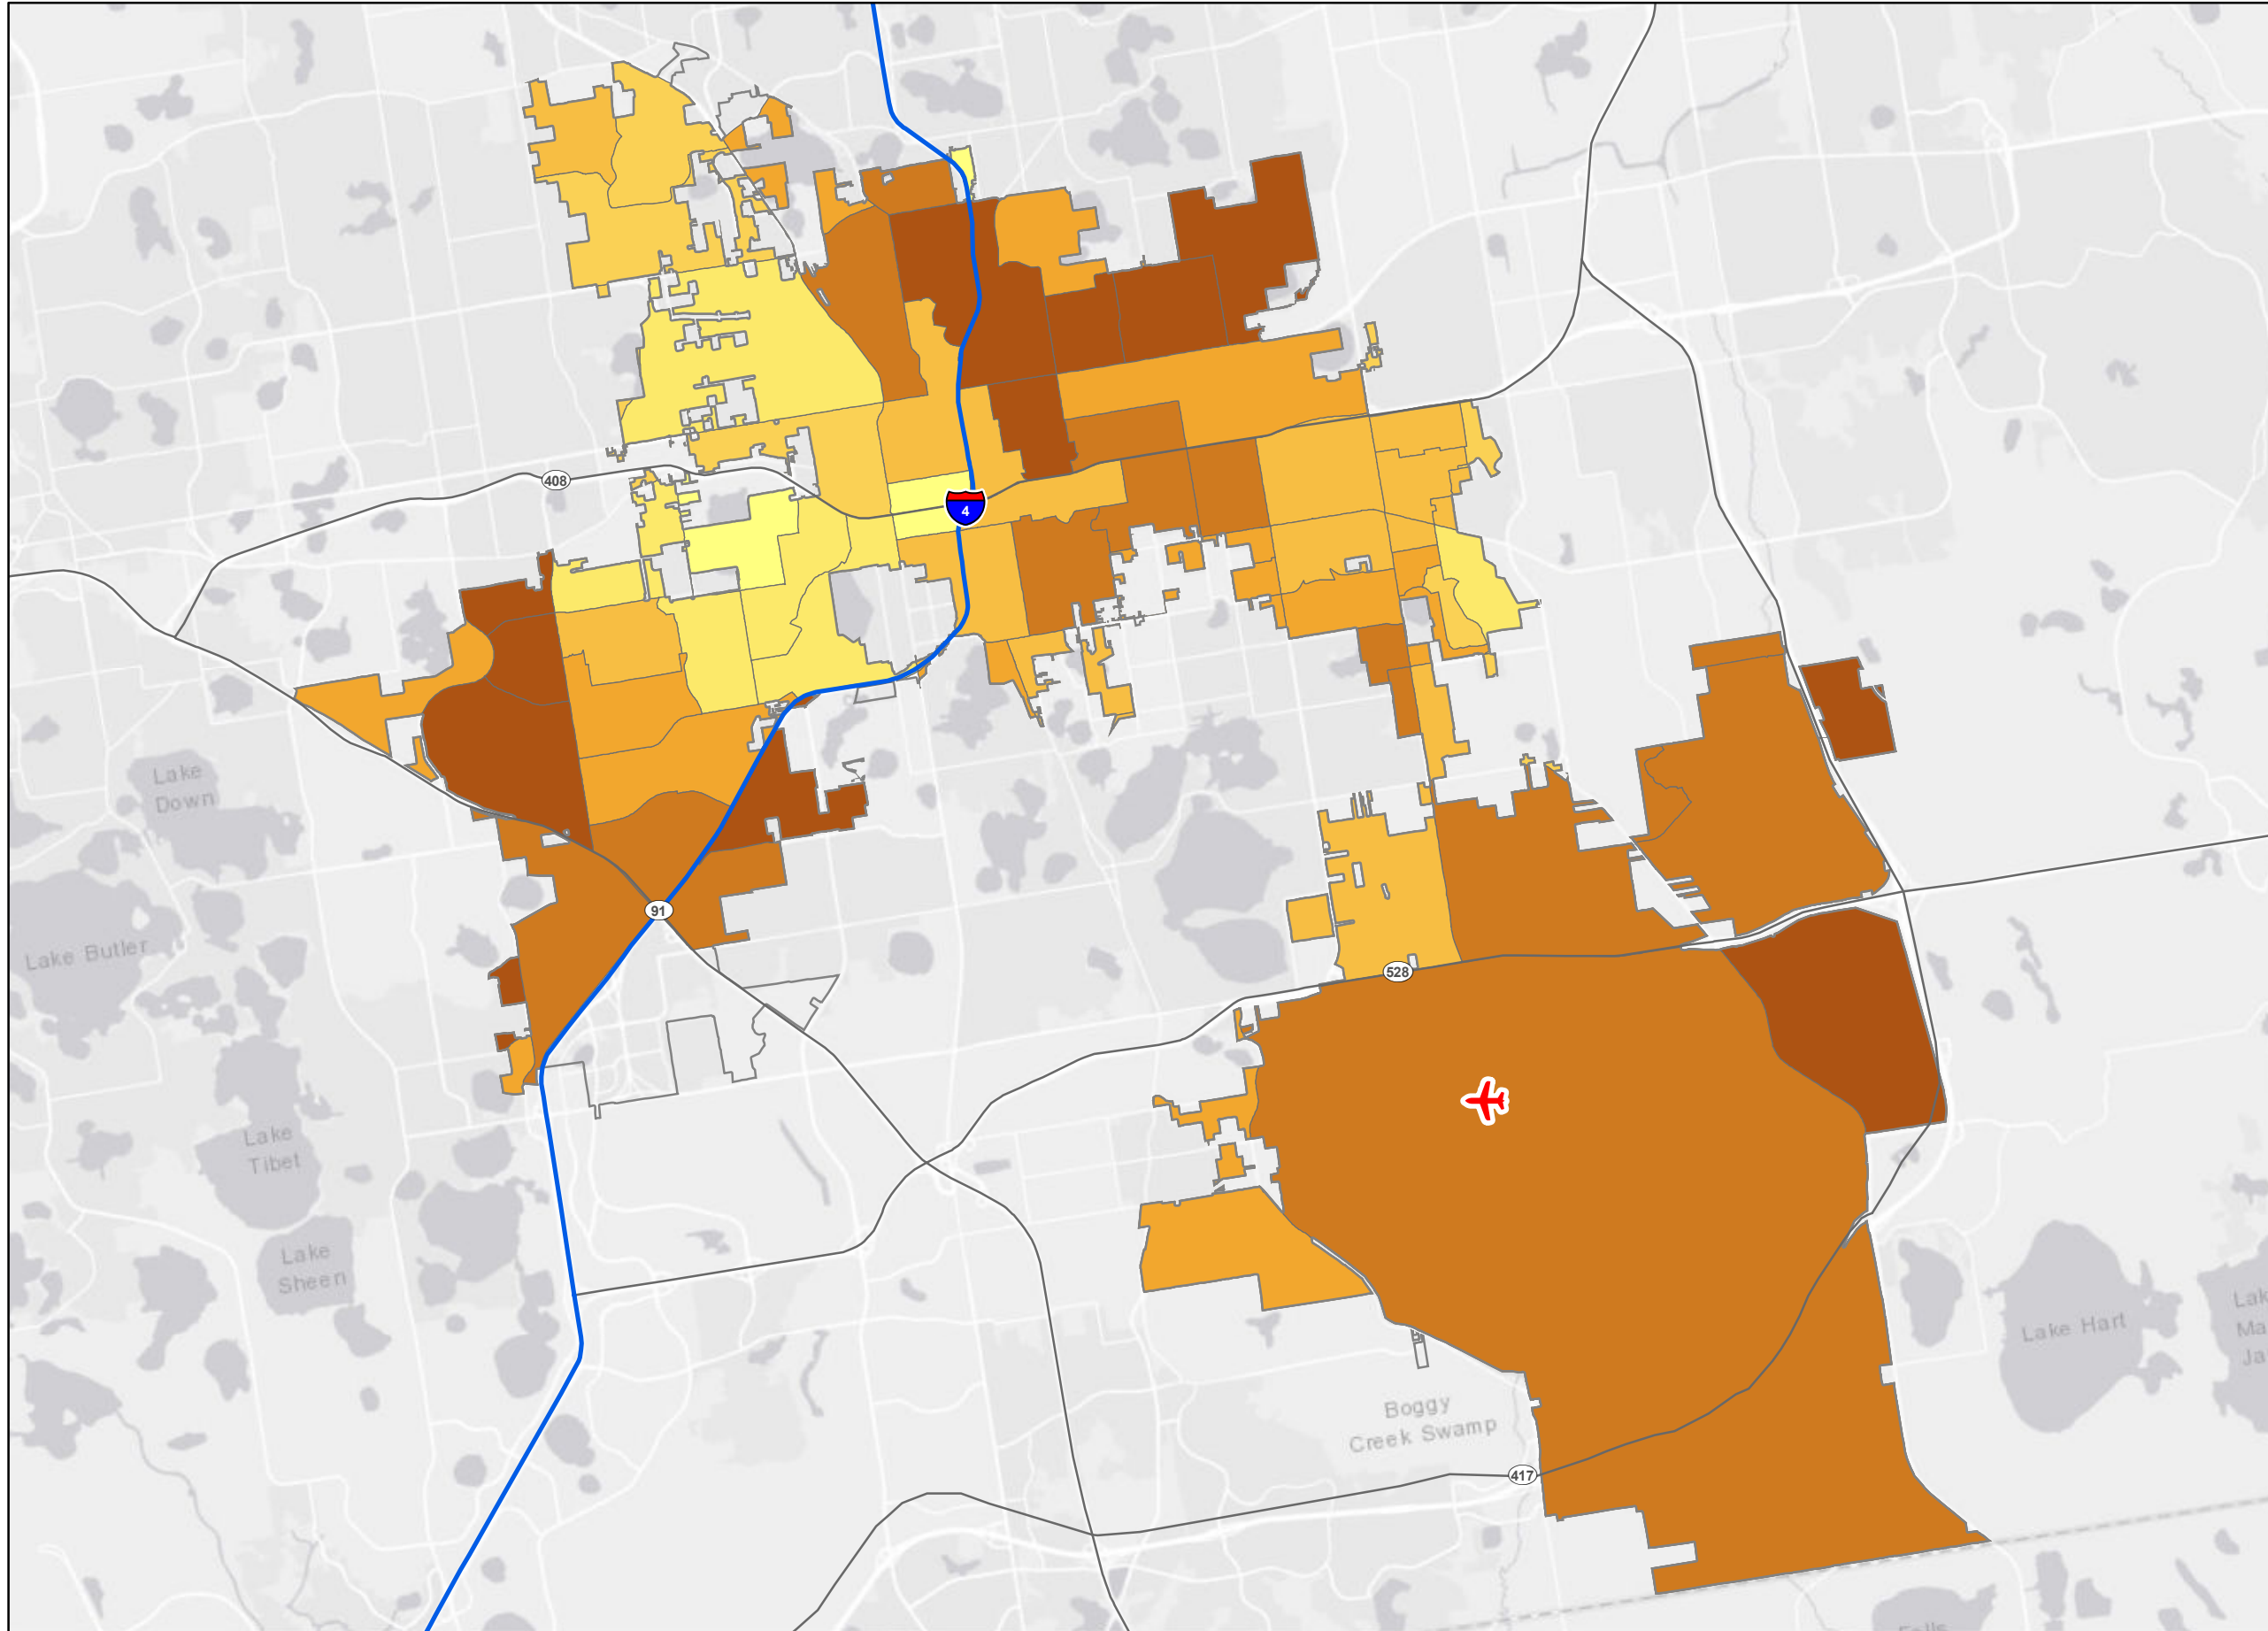 408
4
Lake
Down
91
Lake Butler
528
Lake
Tibet
Lake
Sheen
Lake Hart
Boggy
Creek Swamp
417